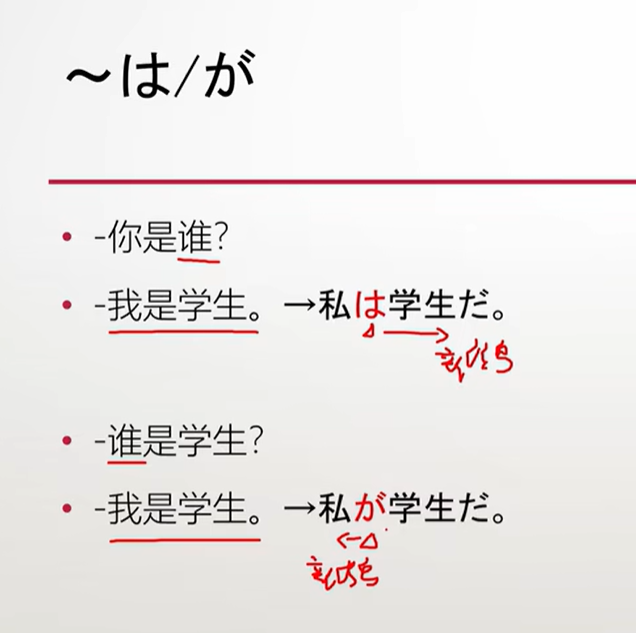 ～は/が
-你是谁？
-我是学生。 →私は学生だ。
新信息
-谁是学生？
-我是学生。 →私が学生だ。
新信息